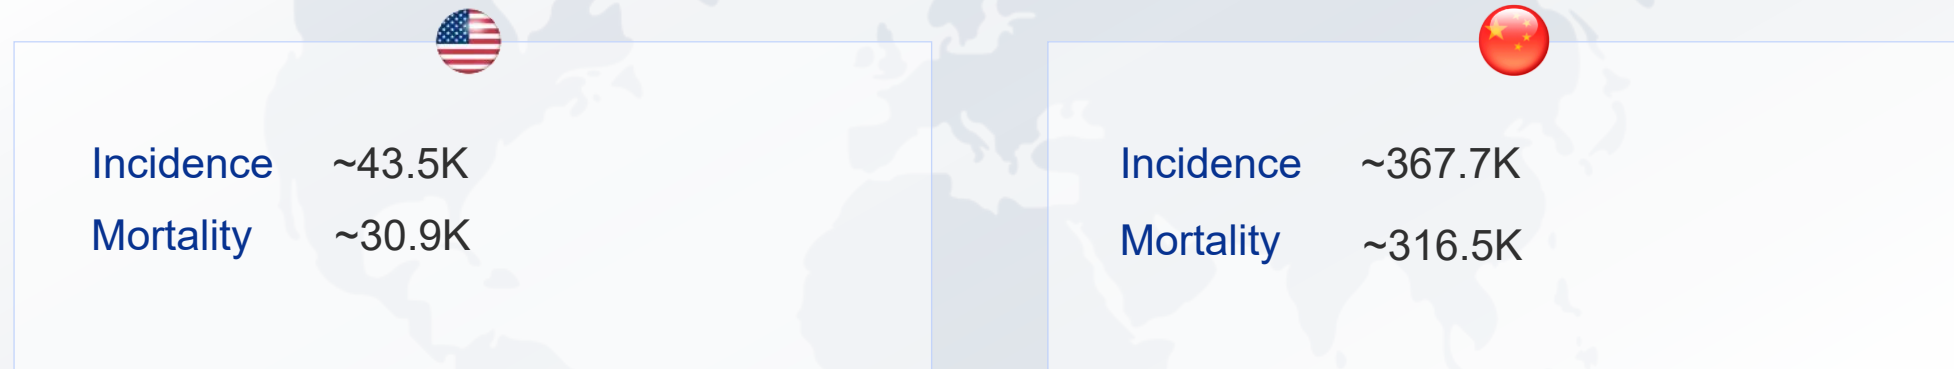 Incidence ~43.5K
Mortality ~30.9K
Incidence ~367.7K
Mortality ~316.5K